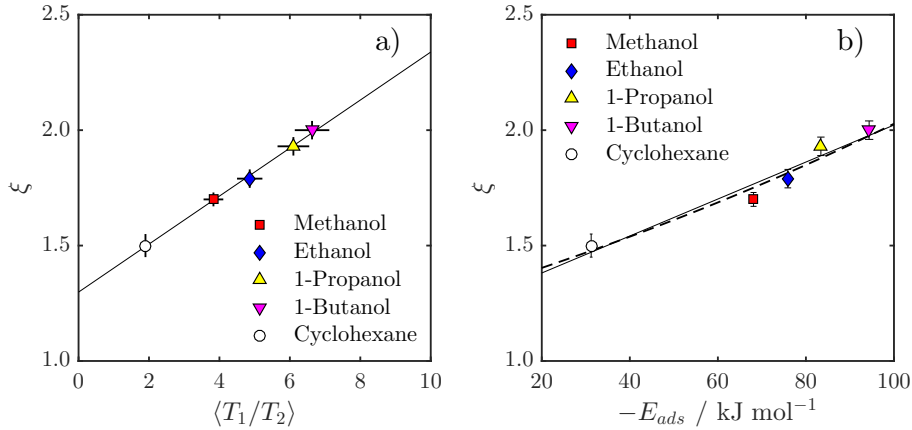 2.5
2.0
1.5
1.0
ξ
0
2
4
6
8
10
⟨T₁/T₂⟩
a)
Methanol
Ethanol
1-Propanol
1-Butanol
Cyclohexane
2.5
2.0
1.5
1.0
ξ
20
40
60
80
100
−E_ads / kJ mol⁻¹
b)
Methanol
Ethanol
1-Propanol
1-Butanol
Cyclohexane